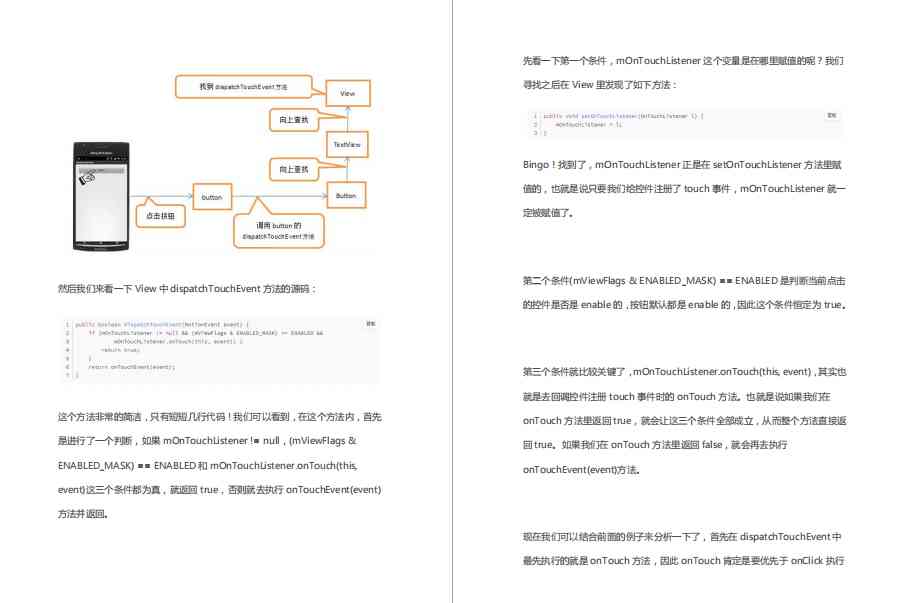 找到 dispatchTouchEvent 方法
View
向上查找
TextView
向上查找
button
Button
点击按钮
调用 button 的
dispatchTouchEvent 方法
然后我们来看一下 View 中 dispatchTouchEvent 方法的源码：
复制
1 public boolean dispatchTouchEvent(MotionEvent event) {
2 if (mOnTouchListener != null && (mViewFlags & ENABLED_MASK) == ENABLED &&
3 mOnTouchListener.onTouch(this, event)) {
4 return true;
5 }
6 return onTouchEvent(event);
7 }
这个方法非常的简洁，只有短短几行代码！我们可以看到，在这个方法内，首先
是进行了一个判断，如果 mOnTouchListener != null，(mViewFlags &
ENABLED_MASK) == ENABLED 和 mOnTouchListener.onTouch(this,
event)这三个条件都为真，就返回 true，否则就去执行 onTouchEvent(event)
方法并返回。
先看一下第一个条件，mOnTouchListener 这个变量是在哪里赋值的呢？我们
寻找之后在 View 里发现了如下方法：
复制
1 public void setOnTouchListener(OnTouchListener l) {
2 mOnTouchListener = l;
3 }
Bingo！找到了，mOnTouchListener 正是在 setOnTouchListener 方法里赋
值的，也就是说只要我们给控件注册了 touch 事件，mOnTouchListener 就一
定被赋值了。
第二个条件(mViewFlags & ENABLED_MASK) == ENABLED 是判断当前点击
的控件是否是 enable 的，按钮默认都是 enable 的，因此这个条件恒定为 true。
第三个条件就比较关键了，mOnTouchListener.onTouch(this, event)，其实也
就是去回调控件注册 touch 事件时的 onTouch 方法。也就是说如果我们在
onTouch 方法里返回 true，就会让这三个条件全部成立，从而整个方法直接返
回 true。如果我们在 onTouch 方法里返回 false，就会再去执行
onTouchEvent(event)方法。
现在我们可以结合前面的例子来分析一下了，首先在 dispatchTouchEvent 中
最先执行的就是 onTouch 方法，因此 onTouch 肯定是要优先于 onClick 执行